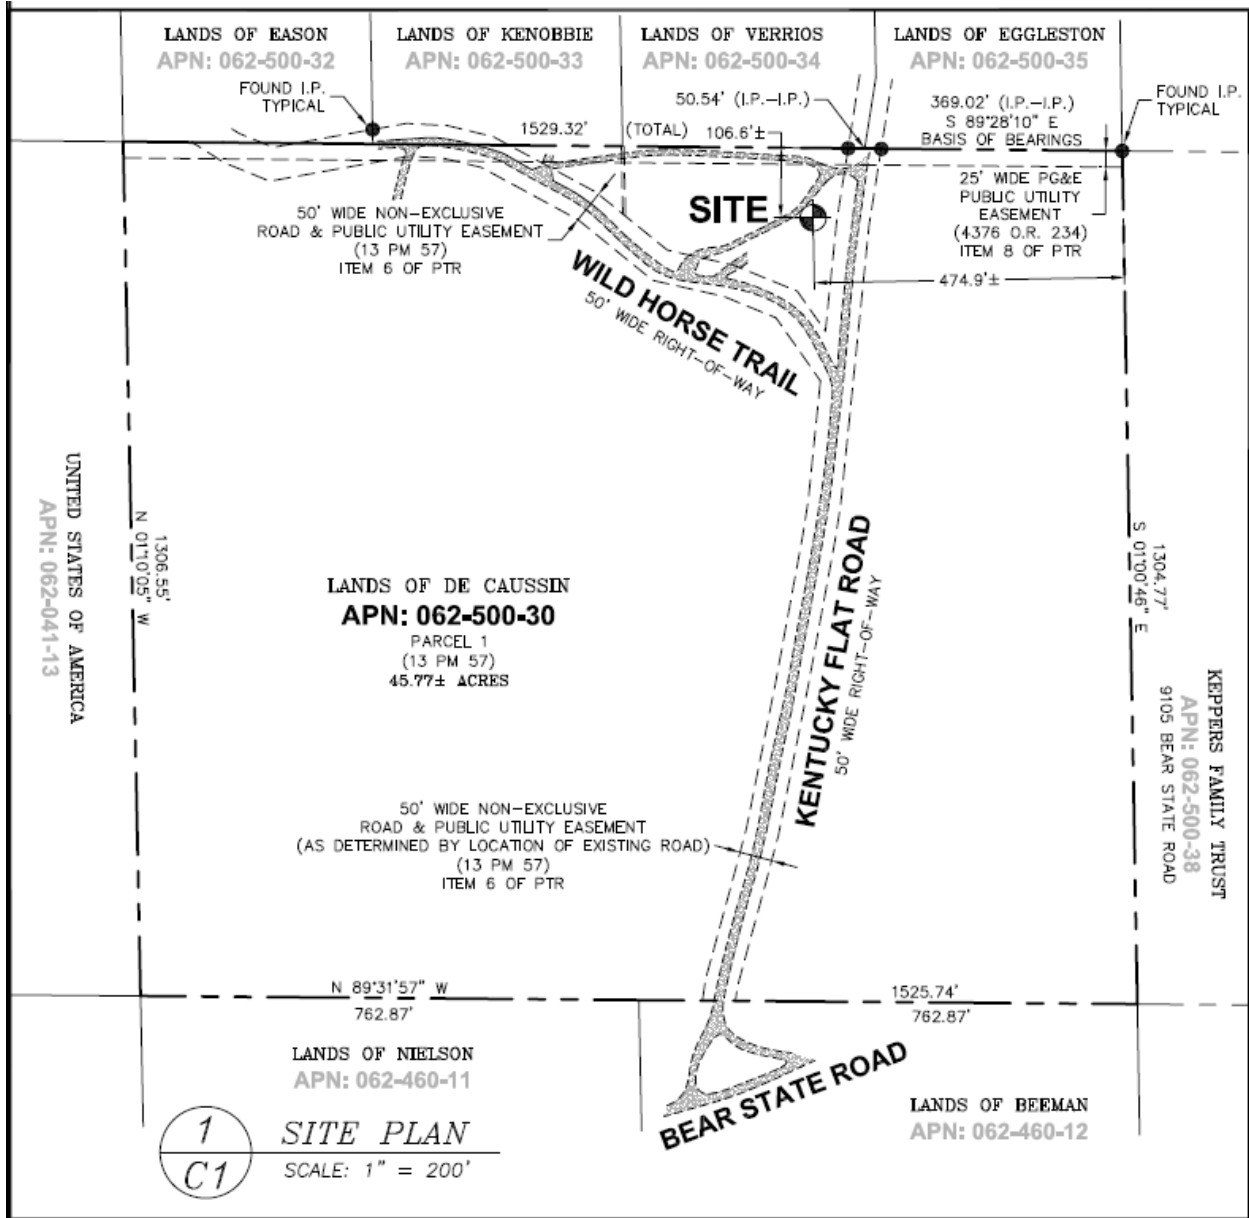 LANDS OF EASON
APN: 062-500-32
LANDS OF KENOBBIE
APN: 062-500-33
LANDS OF VERRIOS
APN: 062-500-34
LANDS OF EGGLESTON
APN: 062-500-35
FOUND I.P.
TYPICAL
1529.32'
(TOTAL)
106.6'±
50.54' (I.P.-I.P.)
369.02' (I.P.-I.P.)
S 89°28'10" E
BASIS OF BEARINGS
FOUND I.P.
TYPICAL
50' WIDE NON-EXCLUSIVE
ROAD & PUBLIC UTILITY EASEMENT
(13 PM 57)
ITEM 6 OF PTR
SITE
25' WIDE PG&E
PUBLIC UTILITY
EASEMENT
(4376 O.R. 234)
ITEM 8 OF PTR
474.9'±
WILD HORSE TRAIL
50' WIDE RIGHT-OF-WAY
UNITED STATES OF AMERICA
APN: 062-041-13
1306.55'
N 01°10'05" W
LANDS OF DE CAUSSIN
APN: 062-500-30
PARCEL 1
(13 PM 57)
45.77± ACRES
KENTUCKY FLAT ROAD
50' WIDE RIGHT-OF-WAY
1304.77'
S 01°00'46" E
KEPPERS FAMILY TRUST
APN: 062-500-38
9105 BEAR STATE ROAD
50' WIDE NON-EXCLUSIVE
ROAD & PUBLIC UTILITY EASEMENT
(AS DETERMINED BY LOCATION OF EXISTING ROAD)
(13 PM 57)
ITEM 6 OF PTR
N 89°31'57" W
762.87'
1525.74'
762.87'
LANDS OF NIELSON
APN: 062-460-11
BEAR STATE ROAD
LANDS OF BEEMAN
APN: 062-460-12
1
C1
SITE PLAN
SCALE: 1" = 200'